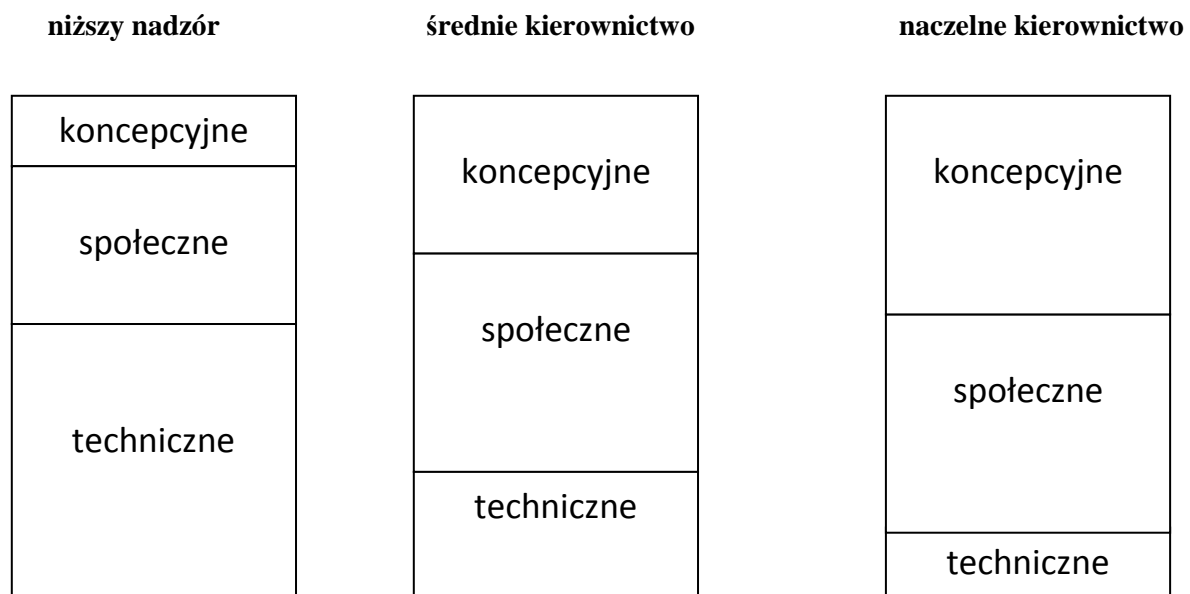 niższy nadzór
średnie kierownictwo
naczelne kierownictwo
koncepcyjne
społeczne
techniczne
koncepcyjne
społeczne
techniczne
koncepcyjne
społeczne
techniczne